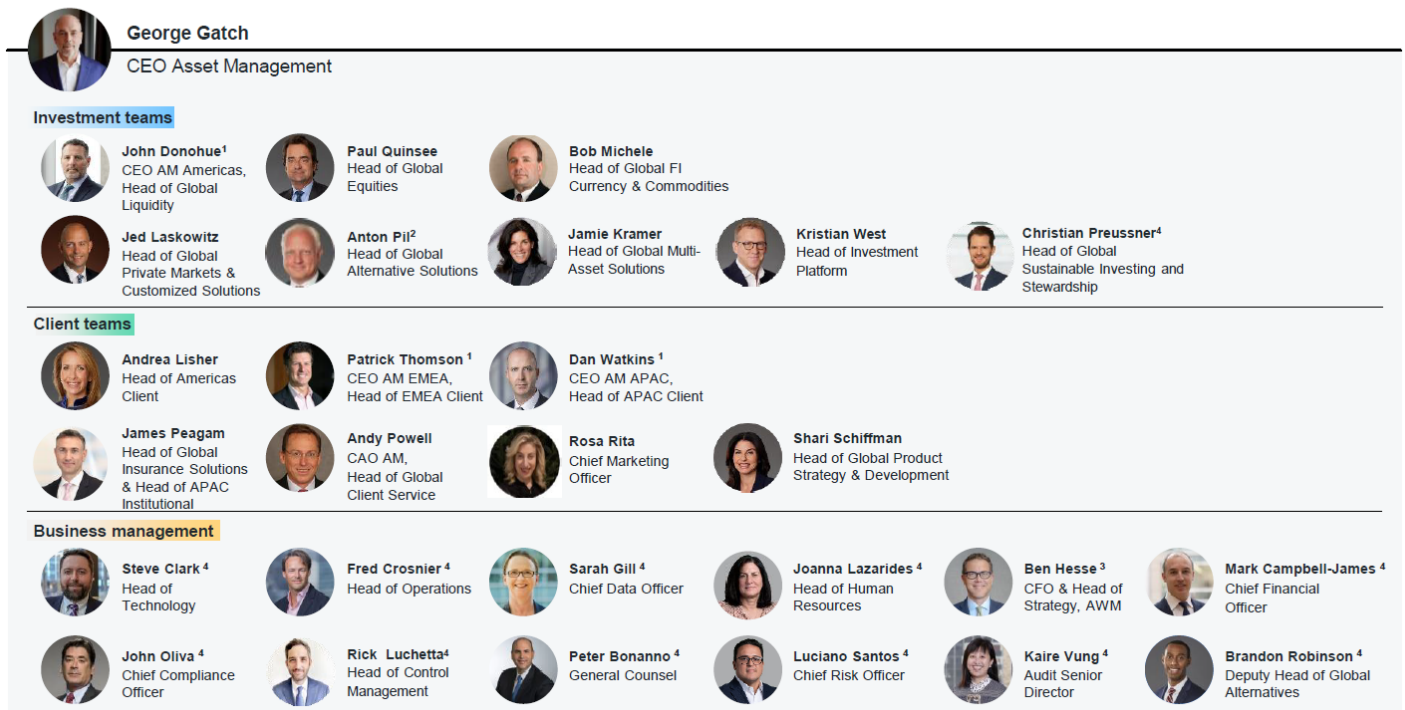 George Gatch
CEO Asset Management
Investment teams
John Donohue¹
CEO AM Americas,
Head of Global
Liquidity
Paul Quinsee
Head of Global
Equities
Bob Michele
Head of Global FI
Currency & Commodities
Jed Laskowitz
Head of Global
Private Markets &
Customized Solutions
Anton Pil²
Head of Global
Alternative Solutions
Jamie Kramer
Head of Global Multi-
Asset Solutions
Kristian West
Head of Investment
Platform
Christian Preussner⁴
Head of Global
Sustainable Investing and
Stewardship
Client teams
Andrea Lisher
Head of Americas
Client
Patrick Thomson ¹
CEO AM EMEA,
Head of EMEA Client
Dan Watkins ¹
CEO AM APAC,
Head of APAC Client
James Peagam
Head of Global
Insurance Solutions
& Head of APAC
Institutional
Andy Powell
CAO AM,
Head of Global
Client Service
Rosa Rita
Chief Marketing
Officer
Shari Schiffman
Head of Global Product
Strategy & Development
Business management
Steve Clark ⁴
Head of
Technology
Fred Crosnier ⁴
Head of Operations
Sarah Gill ⁴
Chief Data Officer
Joanna Lazarides ⁴
Head of Human
Resources
Ben Hesse ³
CFO & Head of
Strategy, AWM
Mark Campbell-James ⁴
Chief Financial
Officer
John Oliva ⁴
Chief Compliance
Officer
Rick Luchetta⁴
Head of Control
Management
Peter Bonanno ⁴
General Counsel
Luciano Santos ⁴
Chief Risk Officer
Kaire Vung ⁴
Audit Senior
Director
Brandon Robinson ⁴
Deputy Head of Global
Alternatives